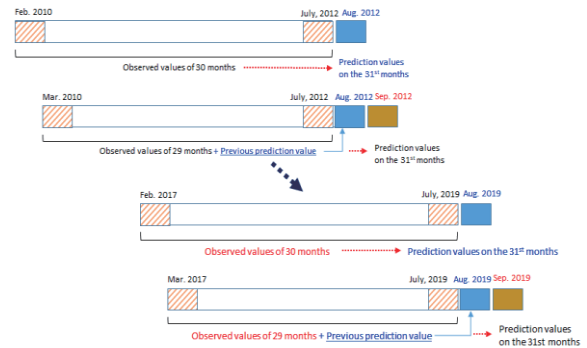 Feb. 2010 July, 2012 Aug. 2012
Observed values of 30 months Prediction values
on the 31st months
Mar. 2010 July, 2012 Aug. 2012 Sep. 2012
Observed values of 29 months + Previous prediction value Prediction values
on the 31st months
Feb. 2017 July, 2019 Aug. 2019
Observed values of 30 months Prediction values on the 31st months
Mar. 2017 July, 2019 Aug. 2019 Sep. 2019
Observed values of 29 months + Previous prediction value Prediction values
on the 31st months